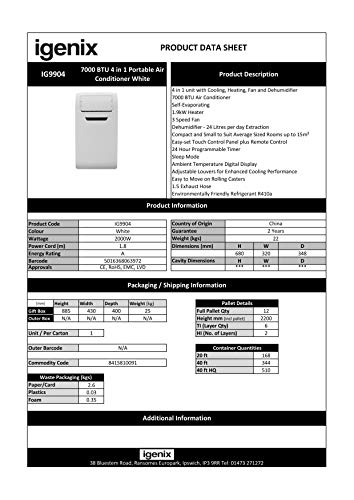 igenix
PRODUCT DATA SHEET
IG9904
7000 BTU 4 in 1 Portable Air Conditioner White
Product Description
4 in 1 unit with Cooling, Heating, Fan and Dehumidifier
7000 BTU Air Conditioner
Self-Evaporating
1.9kW Heater
3 Speed Fan
Dehumidifier - 24 Litres per day Extraction
Compact and Small to Suit Average Sized Rooms up to 15m²
Easy-set Touch Control Panel plus Remote Control
24 Hour Programmable Timer
Sleep Mode
Ambient Temperature Digital Display
Adjustable Louvers for Enhanced Cooling Performance
Easy to Move on Rolling Castors
1.5 Exhaust Hose
Environmentally Friendly Refrigerant R410a
Product Information
Product Code IG9904
Colour White
Wattage 2000W
Power Cord (m) 1.8
Energy Rating A
Barcode 5016368063972
Approvals CE, RoHS, EMC, LVD
Country of Origin China
Guarantee 2 Years
Weight (kg) 22
Dimensions (mm) H W D
680 320 348
Cavity Dimensions H W D
*** *** ***
Packaging / Shipping Information
(mm) Height Width Depth Weight (kg)
Gift Box 885 430 400 25
Outer Box N/A N/A N/A N/A
Unit / Per Carton 1
Outer Barcode N/A
Commodity Code 8415810091
Waste Packaging (kgs)
Paper/Card 2.6
Plastics 0.03
Foam 0.35
Pallet Details
Full Pallet Qty 12
Height mm (incl pallet) 2200
Ti (Layer Qty) 6
Hi (No. of Layers) 2
Container Quantities
20 ft 168
40 ft 344
40 ft HQ 510
Additional Information
igenix
38 Bluestem Road, Ransomes Europark, Ipswich, IP3 9RR Tel: 01473 271272